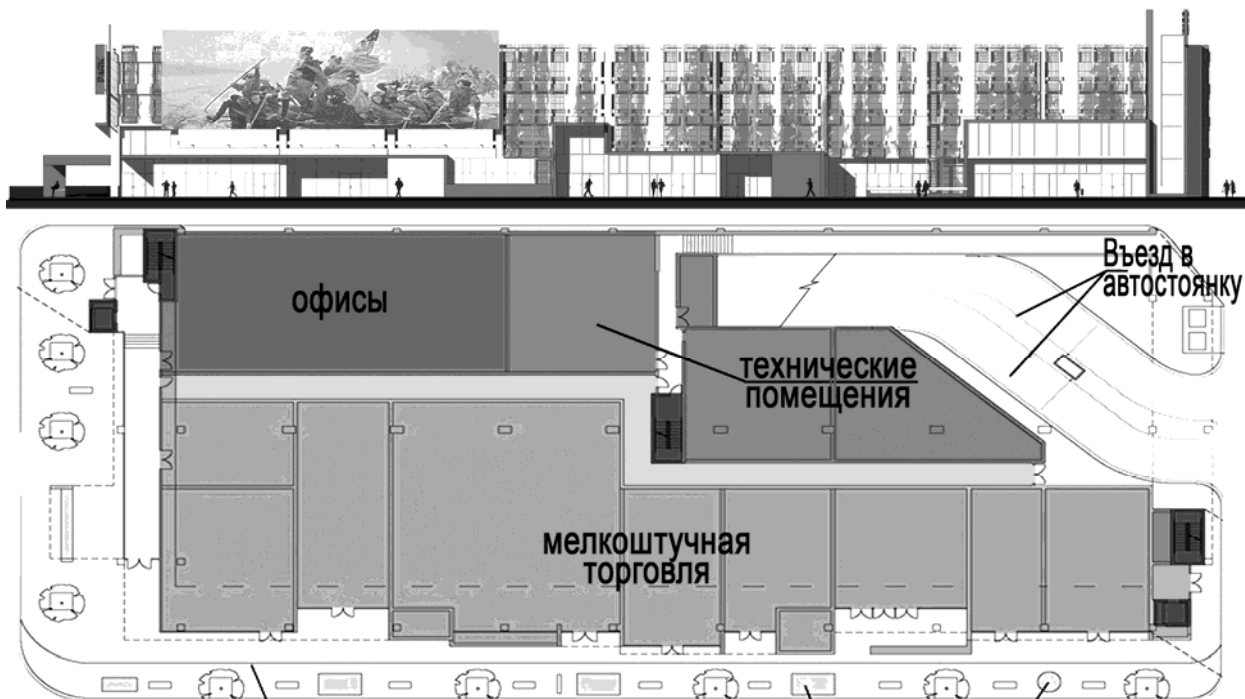 Въезд в
автостоянку
офисы
технические
помещения
мелкоштучная
торговля